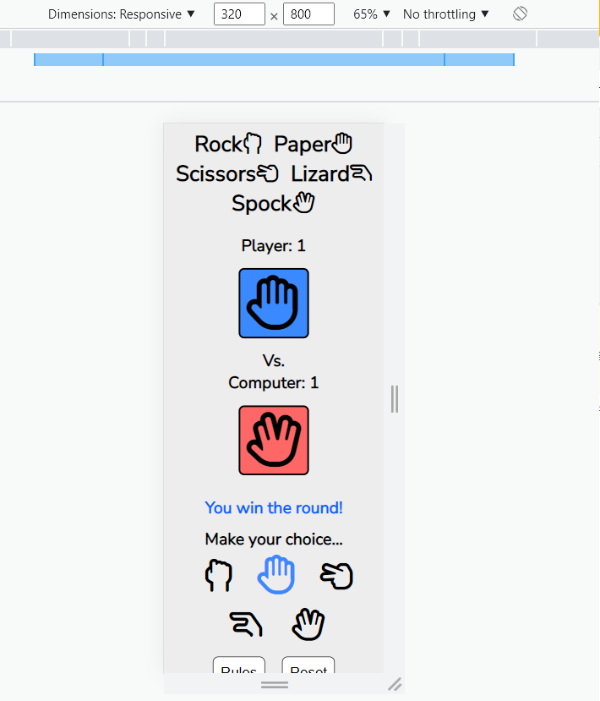 Dimensions: Responsive ▼ 320 × 800 65% ▼ No throttling ▼
Rock Paper
Scissors Lizard
Spock
Player: 1
Vs.
Computer: 1
You win the round!
Make your choice...
Rules Reset